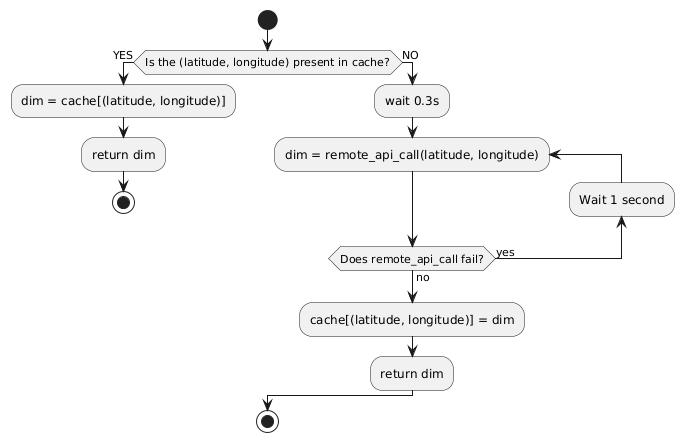 Is the (latitude, longitude) present in cache?
YES
NO
dim = cache[(latitude, longitude)]
return dim
wait 0.3s
dim = remote_api_call(latitude, longitude)
Wait 1 second
Does remote_api_call fail?
yes
no
cache[(latitude, longitude)] = dim
return dim